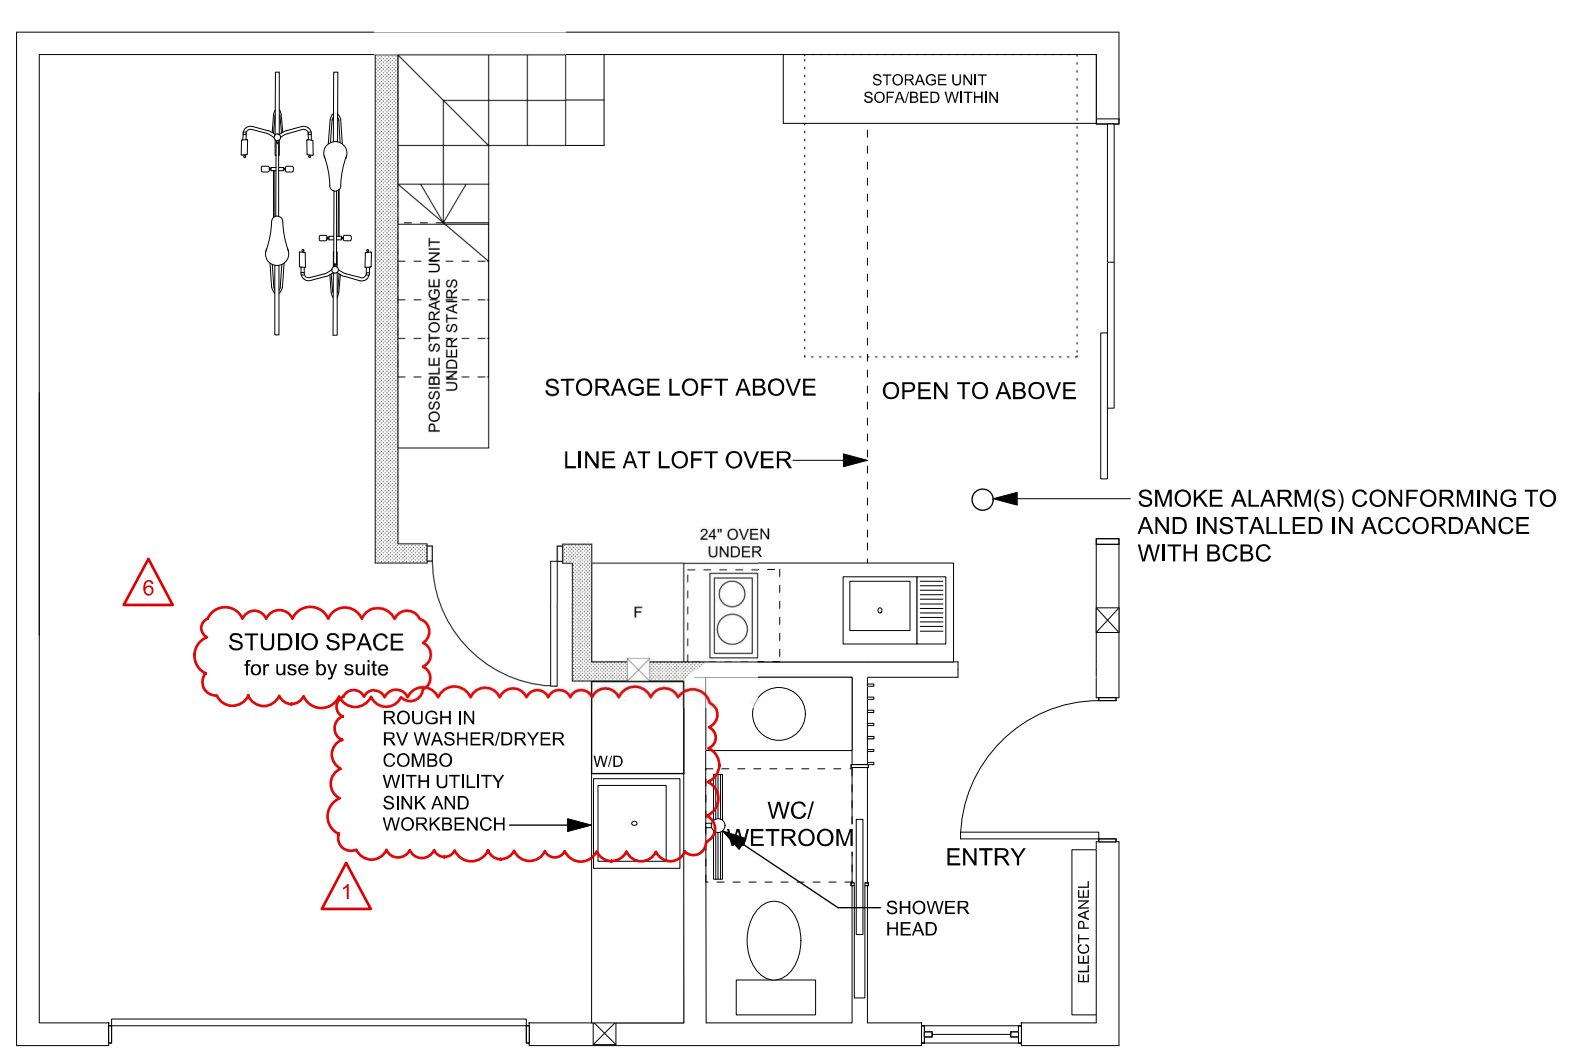 STORAGE UNIT
SOFA/BED WITHIN
POSSIBLE STORAGE UNIT
UNDER STAIRS
STORAGE LOFT ABOVE
OPEN TO ABOVE
LINE AT LOFT OVER
SMOKE ALARM(S) CONFORMING TO
AND INSTALLED IN ACCORDANCE
WITH BCBC
24" OVEN
UNDER
F
6
STUDIO SPACE
for use by suite
ROUGH IN
RV WASHER/DRYER
COMBO
WITH UTILITY
SINK AND
WORKBENCH
W/D
WC/
WETROOM
ENTRY
1
SHOWER
HEAD
ELECT PANEL